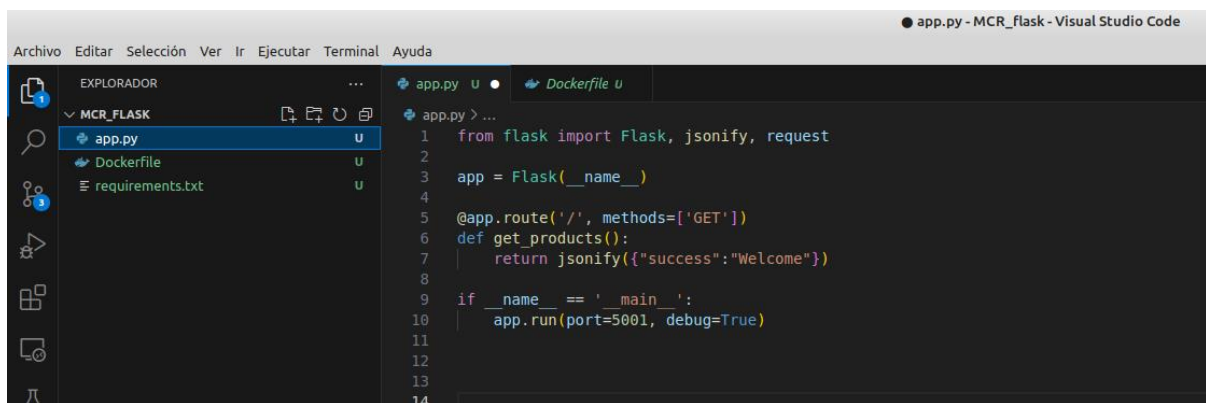 app.py - MCR_flask - Visual Studio Code
Archivo Editar Selección Ver Ir Ejecutar Terminal Ayuda
EXPLORADOR
MCR_FLASK
app.py U
Dockerfile U
requirements.txt U
1
3
app.py U
Dockerfile U
app.py > ...
1 from flask import Flask, jsonify, request
2
3 app = Flask(__name__)
4
5 @app.route('/', methods=['GET'])
6 def get_products():
7     return jsonify({"success":"Welcome"})
8
9 if __name__ == '__main__':
10     app.run(port=5001, debug=True)
11
12
13
14